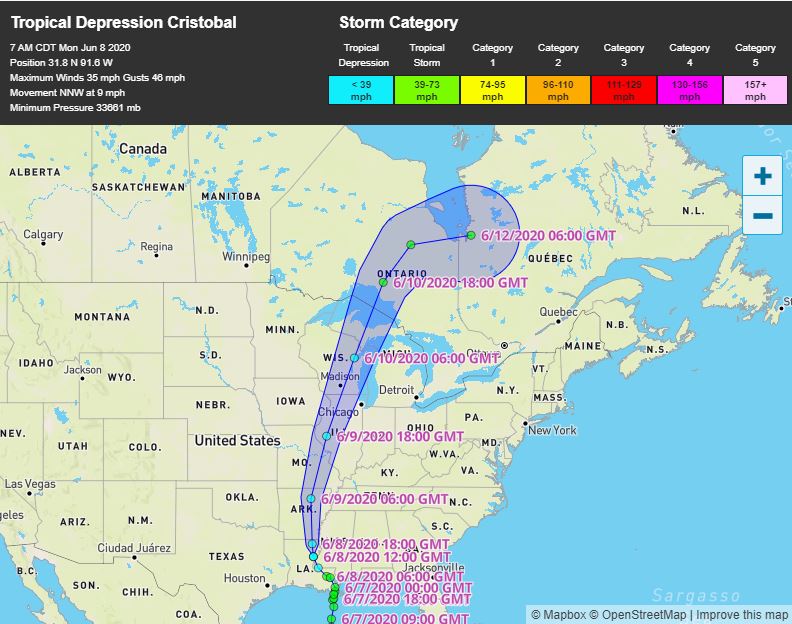 Tropical Depression Cristobal
7 AM CDT Mon Jun 8 2020
Position 31.8 N 91.6 W
Maximum Winds 35 mph Gusts 46 mph
Movement NNW at 9 mph
Minimum Pressure 33661 mb
Storm Category
Tropical Depression
Tropical Storm
Category 1
Category 2
Category 3
Category 4
Category 5
< 39 mph
39-73 mph
74-95 mph
96-110 mph
111-129 mph
130-156 mph
157+ mph
+
−
Canada
ALBERTA
SASKATCHEWAN
MANITOBA
N.L.
Calgary
Regina
Winnipeg
ONTARIO
QUÉBEC
6/12/2020 06:00 GMT
6/10/2020 18:00 GMT
MONTANA
N.D.
MINN.
Quebec
N.B.
MAINE
N.S.
IDAHO
Jackson
WYO.
S.D.
WIS.
6/10/2020 06:00 GMT
Madison
VT.
Detroit
N.Y.
MASS.
NEBR.
IOWA
Chicago
PA.
New York
NEV.
UTAH
COLO.
United States
6/9/2020 18:00 GMT
OHIO
MD.
MO.
W.VA.
VA.
KY.
Las Vegas
OKLA.
6/9/2020 06:00 GMT
N.C.
ARK.
ARIZ.
N.M.
S.C.
Ciudad Juárez
TEXAS
6/8/2020 18:00 GMT
6/8/2020 12:00 GMT
LA.
Jacksonville
B.C.
SON.
CHIH.
Houston
6/8/2020 06:00 GMT
6/7/2020 00:00 GMT
6/7/2020 18:00 GMT
COA.
6/7/2020 09:00 GMT
Sargasso
© Mapbox © OpenStreetMap | Improve this map